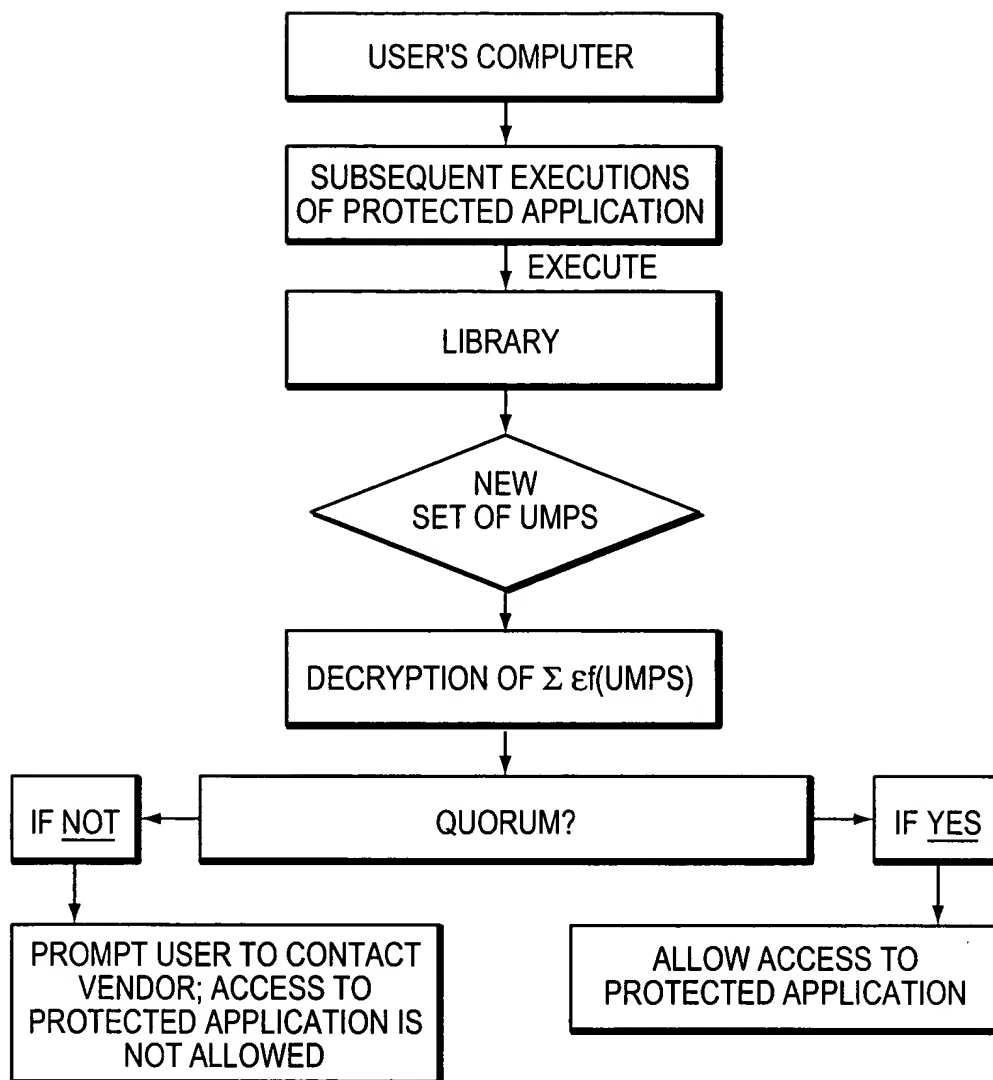 USER'S COMPUTER
SUBSEQUENT EXECUTIONS
OF PROTECTED APPLICATION
EXECUTE
LIBRARY
NEW
SET OF UMPS
DECRYPTION OF Σ εf(UMPS)
IF NOT
QUORUM?
IF YES
PROMPT USER TO CONTACT
VENDOR; ACCESS TO
PROTECTED APPLICATION IS
NOT ALLOWED
ALLOW ACCESS TO
PROTECTED APPLICATION